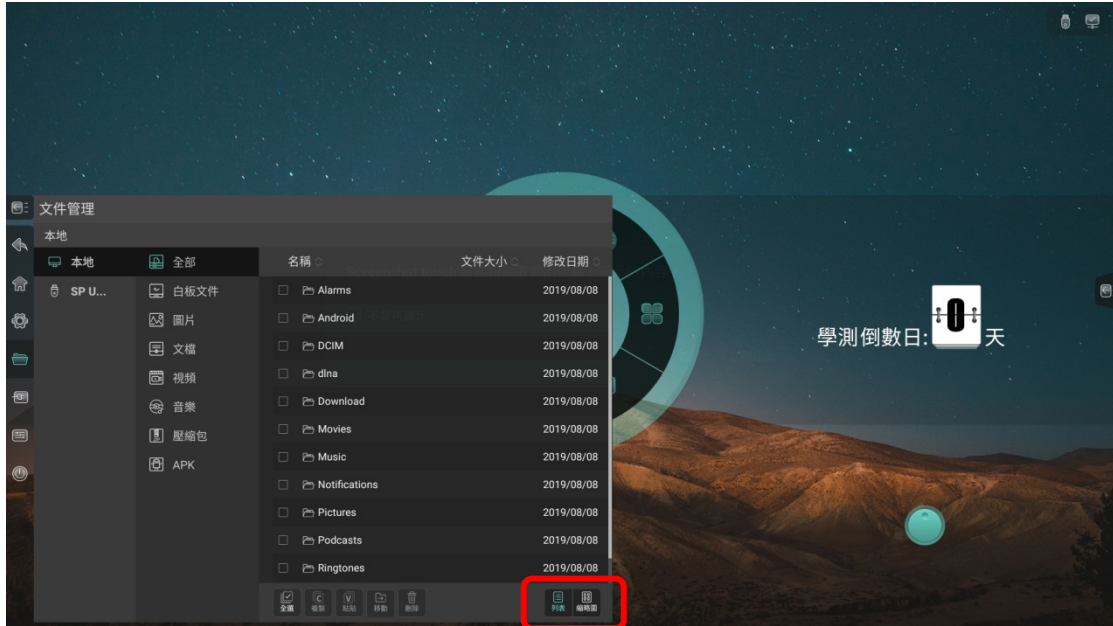 文件管理
本地
本地
SP U...
全部
白板文件
圖片
文檔
視頻
音樂
壓縮包
APK
名稱 文件大小 修改日期
Alarms 2019/08/08
Android 2019/08/08
DCIM 2019/08/08
dlna 2019/08/08
Download 2019/08/08
Movies 2019/08/08
Music 2019/08/08
Notifications 2019/08/08
Pictures 2019/08/08
Podcasts 2019/08/08
Ringtones 2019/08/08
複製 粘貼 移動 刪除 列表 縮略圖
學測倒數日: 0 天